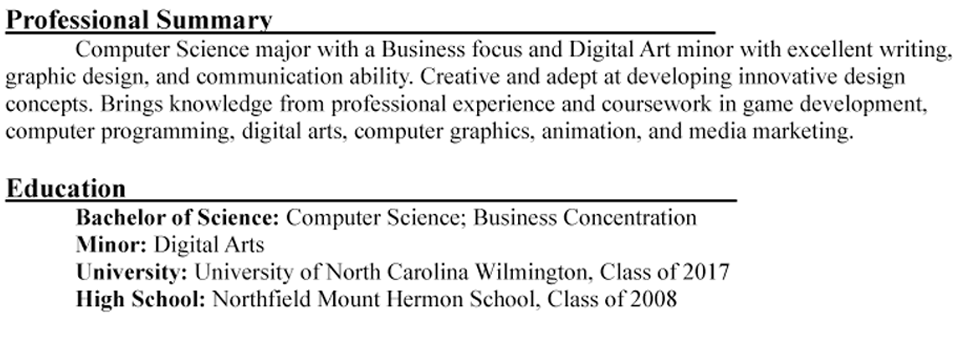 Professional Summary
Computer Science major with a Business focus and Digital Art minor with excellent writing,
graphic design, and communication ability. Creative and adept at developing innovative design
concepts. Brings knowledge from professional experience and coursework in game development,
computer programming, digital arts, computer graphics, animation, and media marketing.
Education
Bachelor of Science: Computer Science; Business Concentration
Minor: Digital Arts
University: University of North Carolina Wilmington, Class of 2017
High School: Northfield Mount Hermon School, Class of 2008